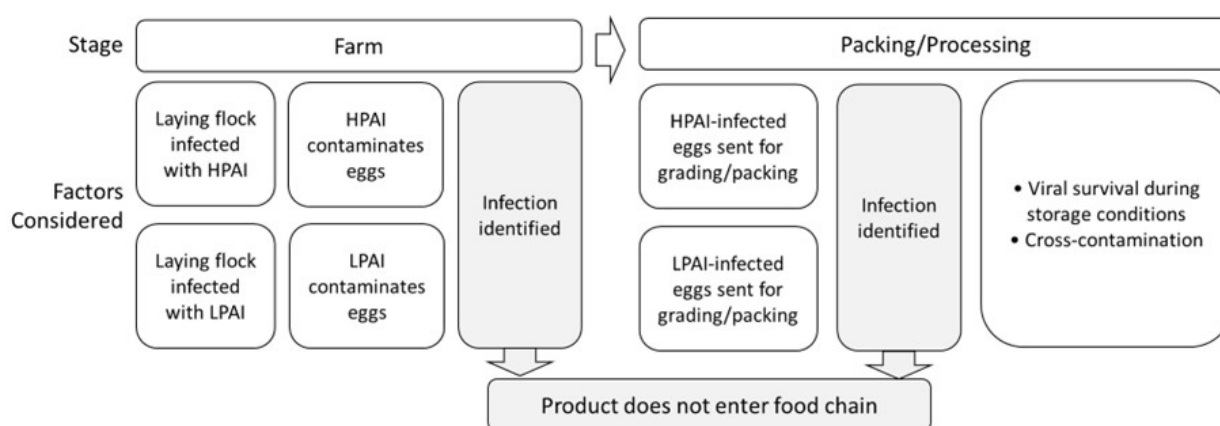 Stage
Farm
Packing/Processing
Factors
Considered
Laying flock
infected
with HPAI
HPAI
contaminates
eggs
Laying flock
infected
with LPAI
LPAI
contaminates
eggs
Infection
identified
HPAI-infected
eggs sent for
grading/packing
LPAI-infected
eggs sent for
grading/packing
Infection
identified
• Viral survival during
storage conditions
• Cross-contamination
Product does not enter food chain